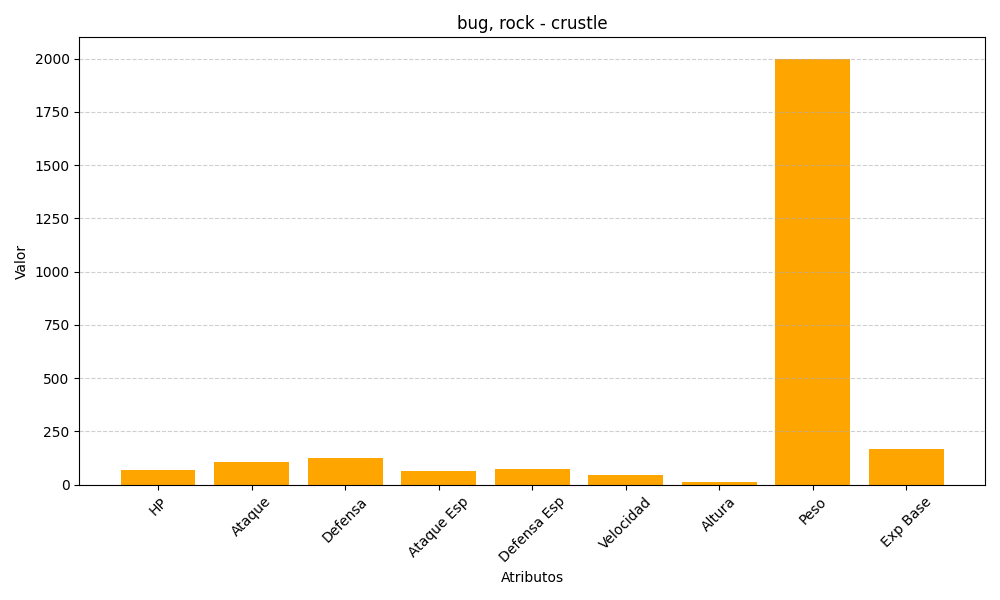 bug, rock - crustle
Valor
2000
1750
1500
1250
1000
750
500
250
0
HP
Ataque
Defensa
Ataque Esp
Defensa Esp
Velocidad
Altura
Peso
Exp Base
Atributos